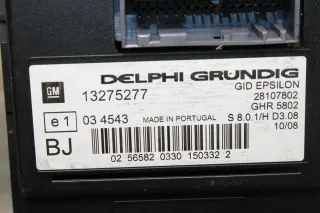 DELPHI GRUNDIG
GM
13275277
GID EPSILON
28107802
GHR 5802
e 1
03 4543
MADE IN PORTUGAL
S 8.0.1/H D3.08
10/08
BJ
02 56582 0330 150332 2